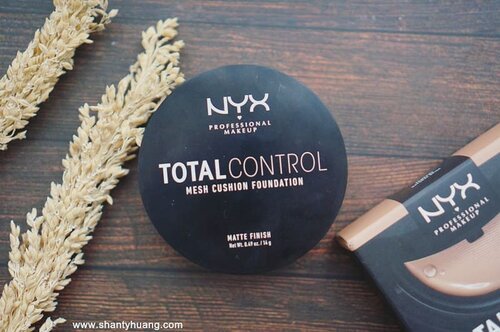 NYX
PROFESSIONAL
MAKEUP
TOTAL CONTROL
MESH CUSHION FOUNDATION
MATTE FINISH
Net Wt. 0.49 oz. / 14 g
NYX
PROFESSIONAL
MAKEUP
www.shantyhuang.com